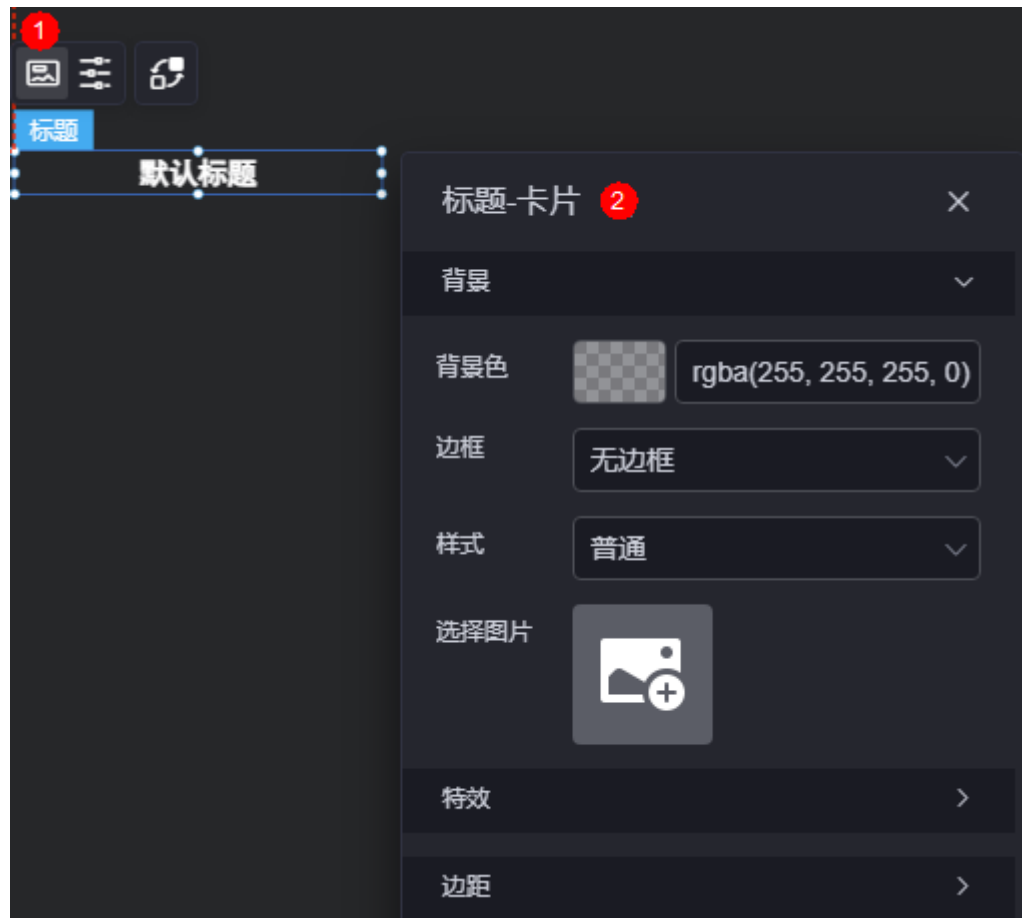 1
标题
默认标题
标题-卡片 2
背景
背景色 rgba(255, 255, 255, 0)
边框 无边框
样式 普通
选择图片
特效
边距